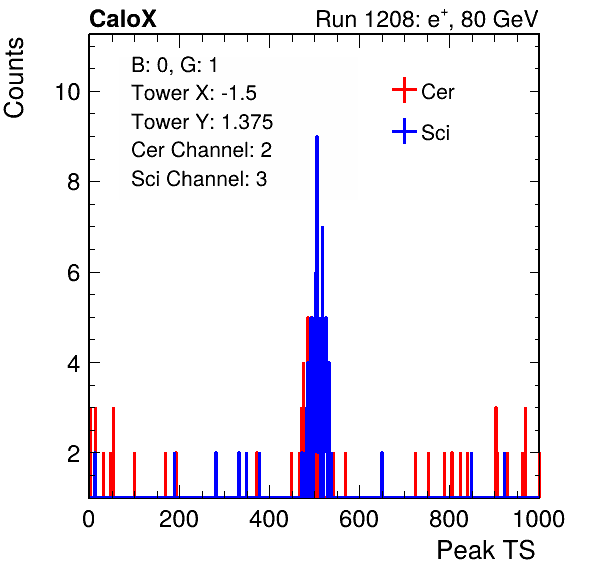 CaloX Run 1208: e⁺, 80 GeV
Counts
B: 0, G: 1
Tower X: -1.5
Tower Y: 1.375
Cer Channel: 2
Sci Channel: 3
Cer
Sci
10
8
6
4
2
0 200 400 600 800 1000
Peak TS